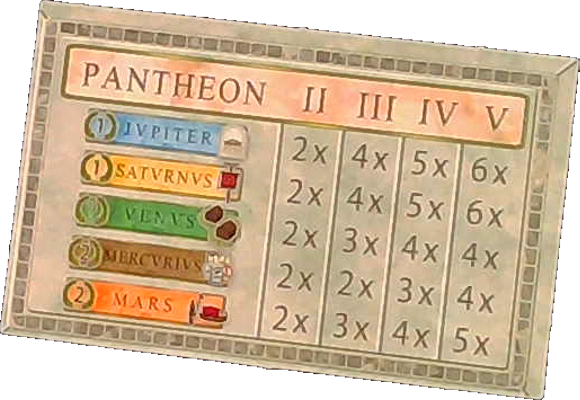 PANTHEON II III IV V
1 IVPITER 2x 4x 5x 6x
1 SATVRNVS 2x 4x 5x 6x
VENVS 2x 3x 4x 4x
2 MERCVRIVS 2x 2x 3x 4x
2 MARS 2x 3x 4x 5x